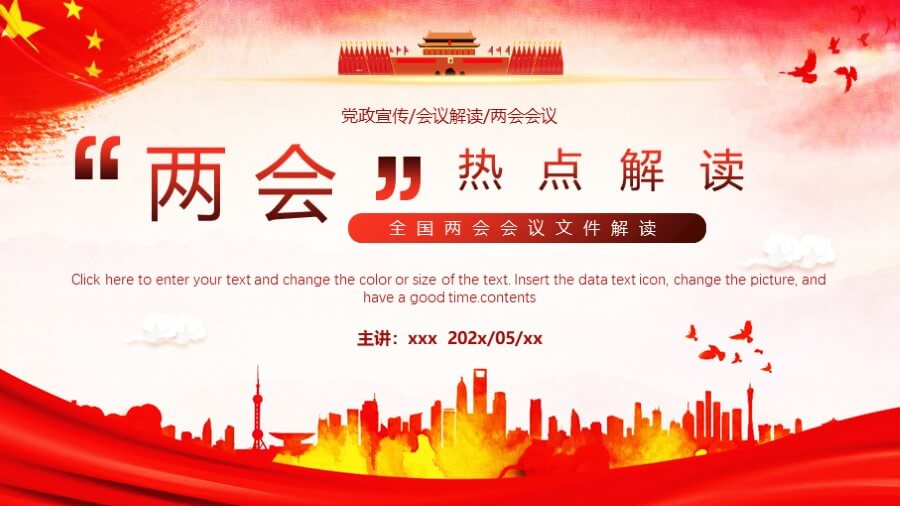 党政宣传/会议解读/两会会议
“两会”热点解读
全国两会会议文件解读
Click here to enter your text and change the color or size of the text. Insert the data text icon, change the picture, and
have a good time.contents
主讲：xxx 202x/05/xx